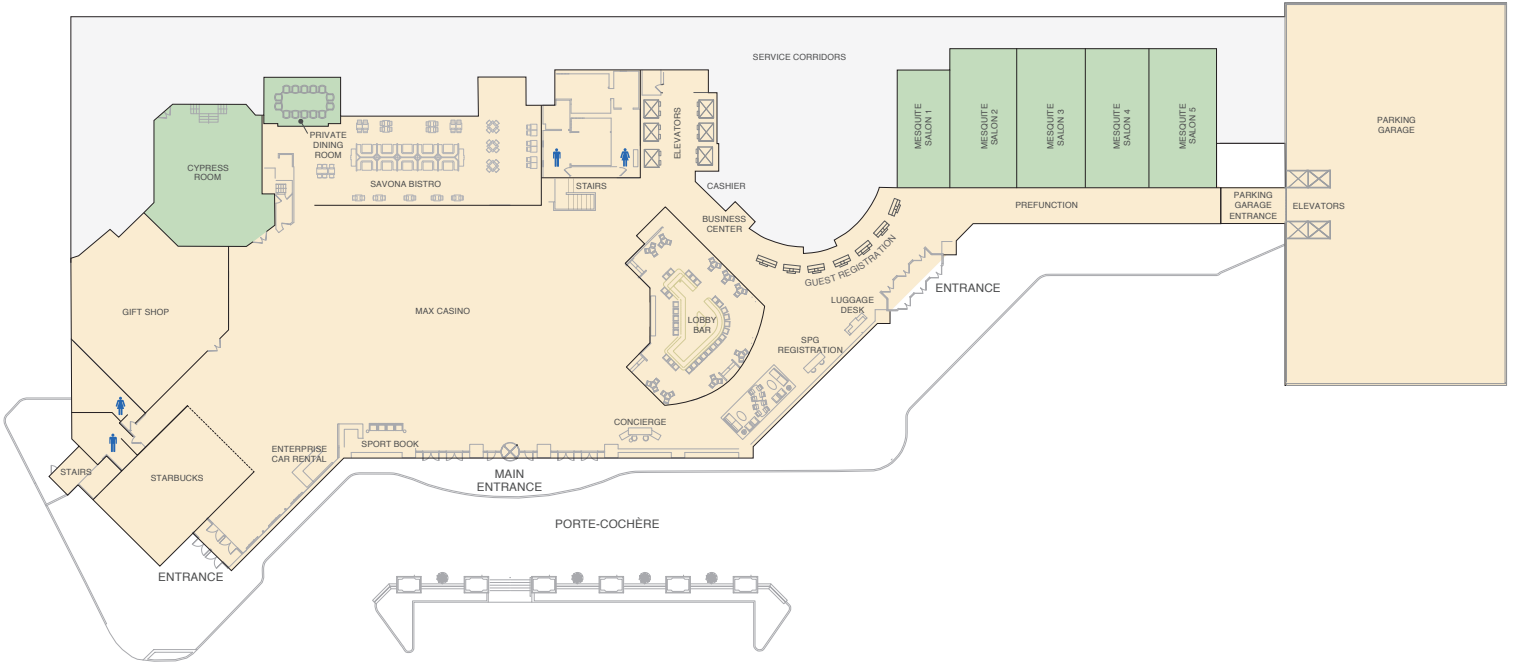 SERVICE CORRIDORS
PARKING
GARAGE
MESQUITE
SALON 1
MESQUITE
SALON 2
MESQUITE
SALON 3
MESQUITE
SALON 4
MESQUITE
SALON 5
PRIVATE
DINING
ROOM
ELEVATORS
CYPRESS
ROOM
SAVONA BISTRO
STAIRS
CASHIER
BUSINESS
CENTER
PREFUNCTION
PARKING
GARAGE
ENTRANCE
ELEVATORS
GUEST REGISTRATION
ENTRANCE
LUGGAGE
DESK
GIFT SHOP
MAX CASINO
LOBBY
BAR
SPG
REGISTRATION
CONCIERGE
SPORT BOOK
ENTERPRISE
CAR RENTAL
STAIRS
STARBUCKS
MAIN
ENTRANCE
PORTE-COCHÈRE
ENTRANCE